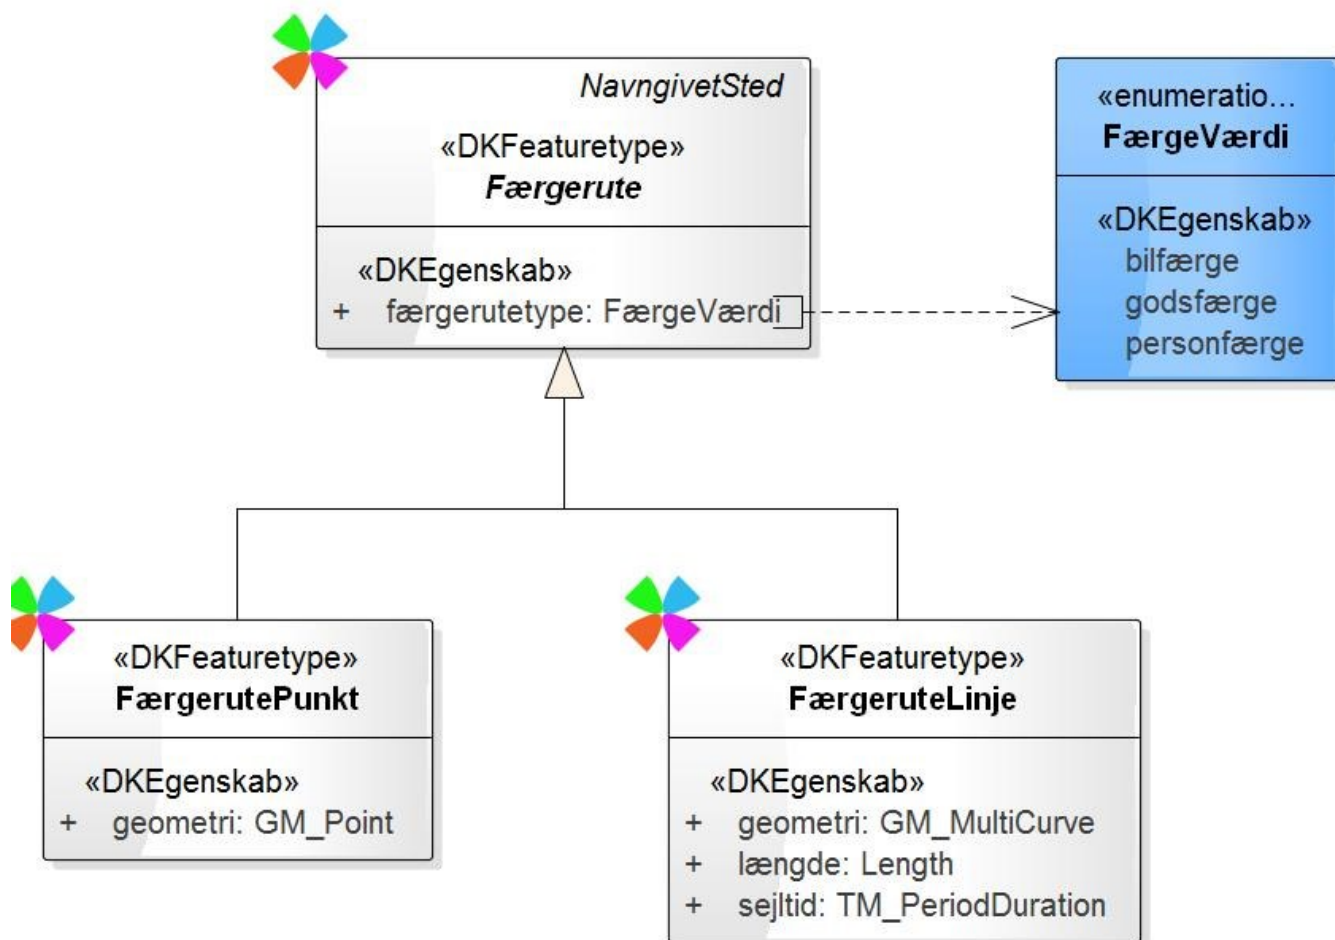 NavngivetSted
«DKFeaturetype»
Færgerute
«DKEgenskab»
+ færgerutetype: FærgeVærdi
«enumeratio...
FærgeVærdi
«DKEgenskab»
bilfærge
godsfærge
personfærge
«DKFeaturetype»
FærgerutePunkt
«DKEgenskab»
+ geometri: GM_Point
«DKFeaturetype»
FærgeruteLinje
«DKEgenskab»
+ geometri: GM_MultiCurve
+ længde: Length
+ sejltid: TM_PeriodDuration